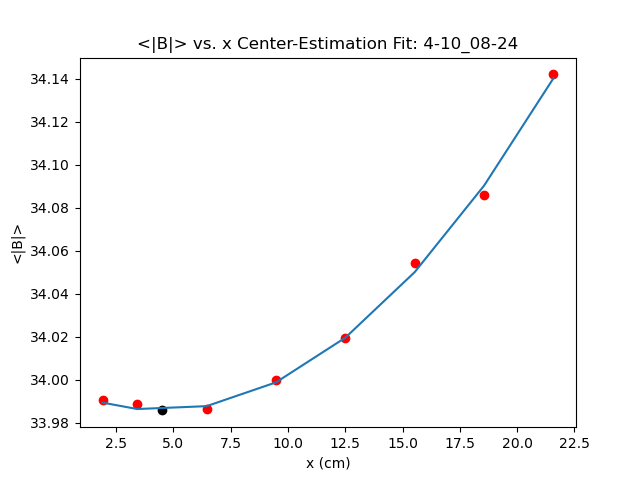 <|B|> vs. x Center-Estimation Fit: 4-10_08-24
34.14
34.12
34.10
34.08
34.06
34.04
34.02
34.00
33.98
<|B|>
2.5 5.0 7.5 10.0 12.5 15.0 17.5 20.0 22.5
x (cm)